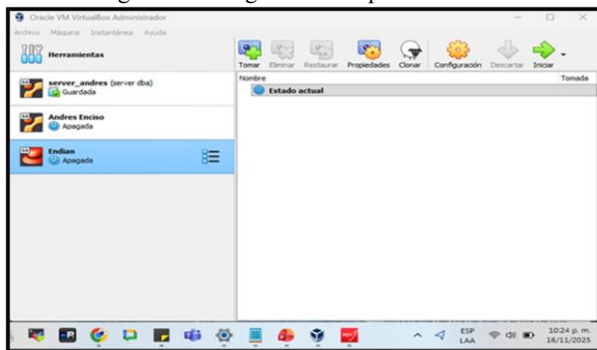 Oracle VM VirtualBox Administrador
Archivo Máquina Instantánea Ayuda
Herramientas
Tomar Eliminar Restaurar Propiedades Clonar Configuración Descartar Iniciar
Nombre Tomada
server_andres (server dba)
Guardada
Estado actual
Andres Enciso
Apagada
Endian
Apagada
ESP
LAA
10:24 p. m.
16/11/2025